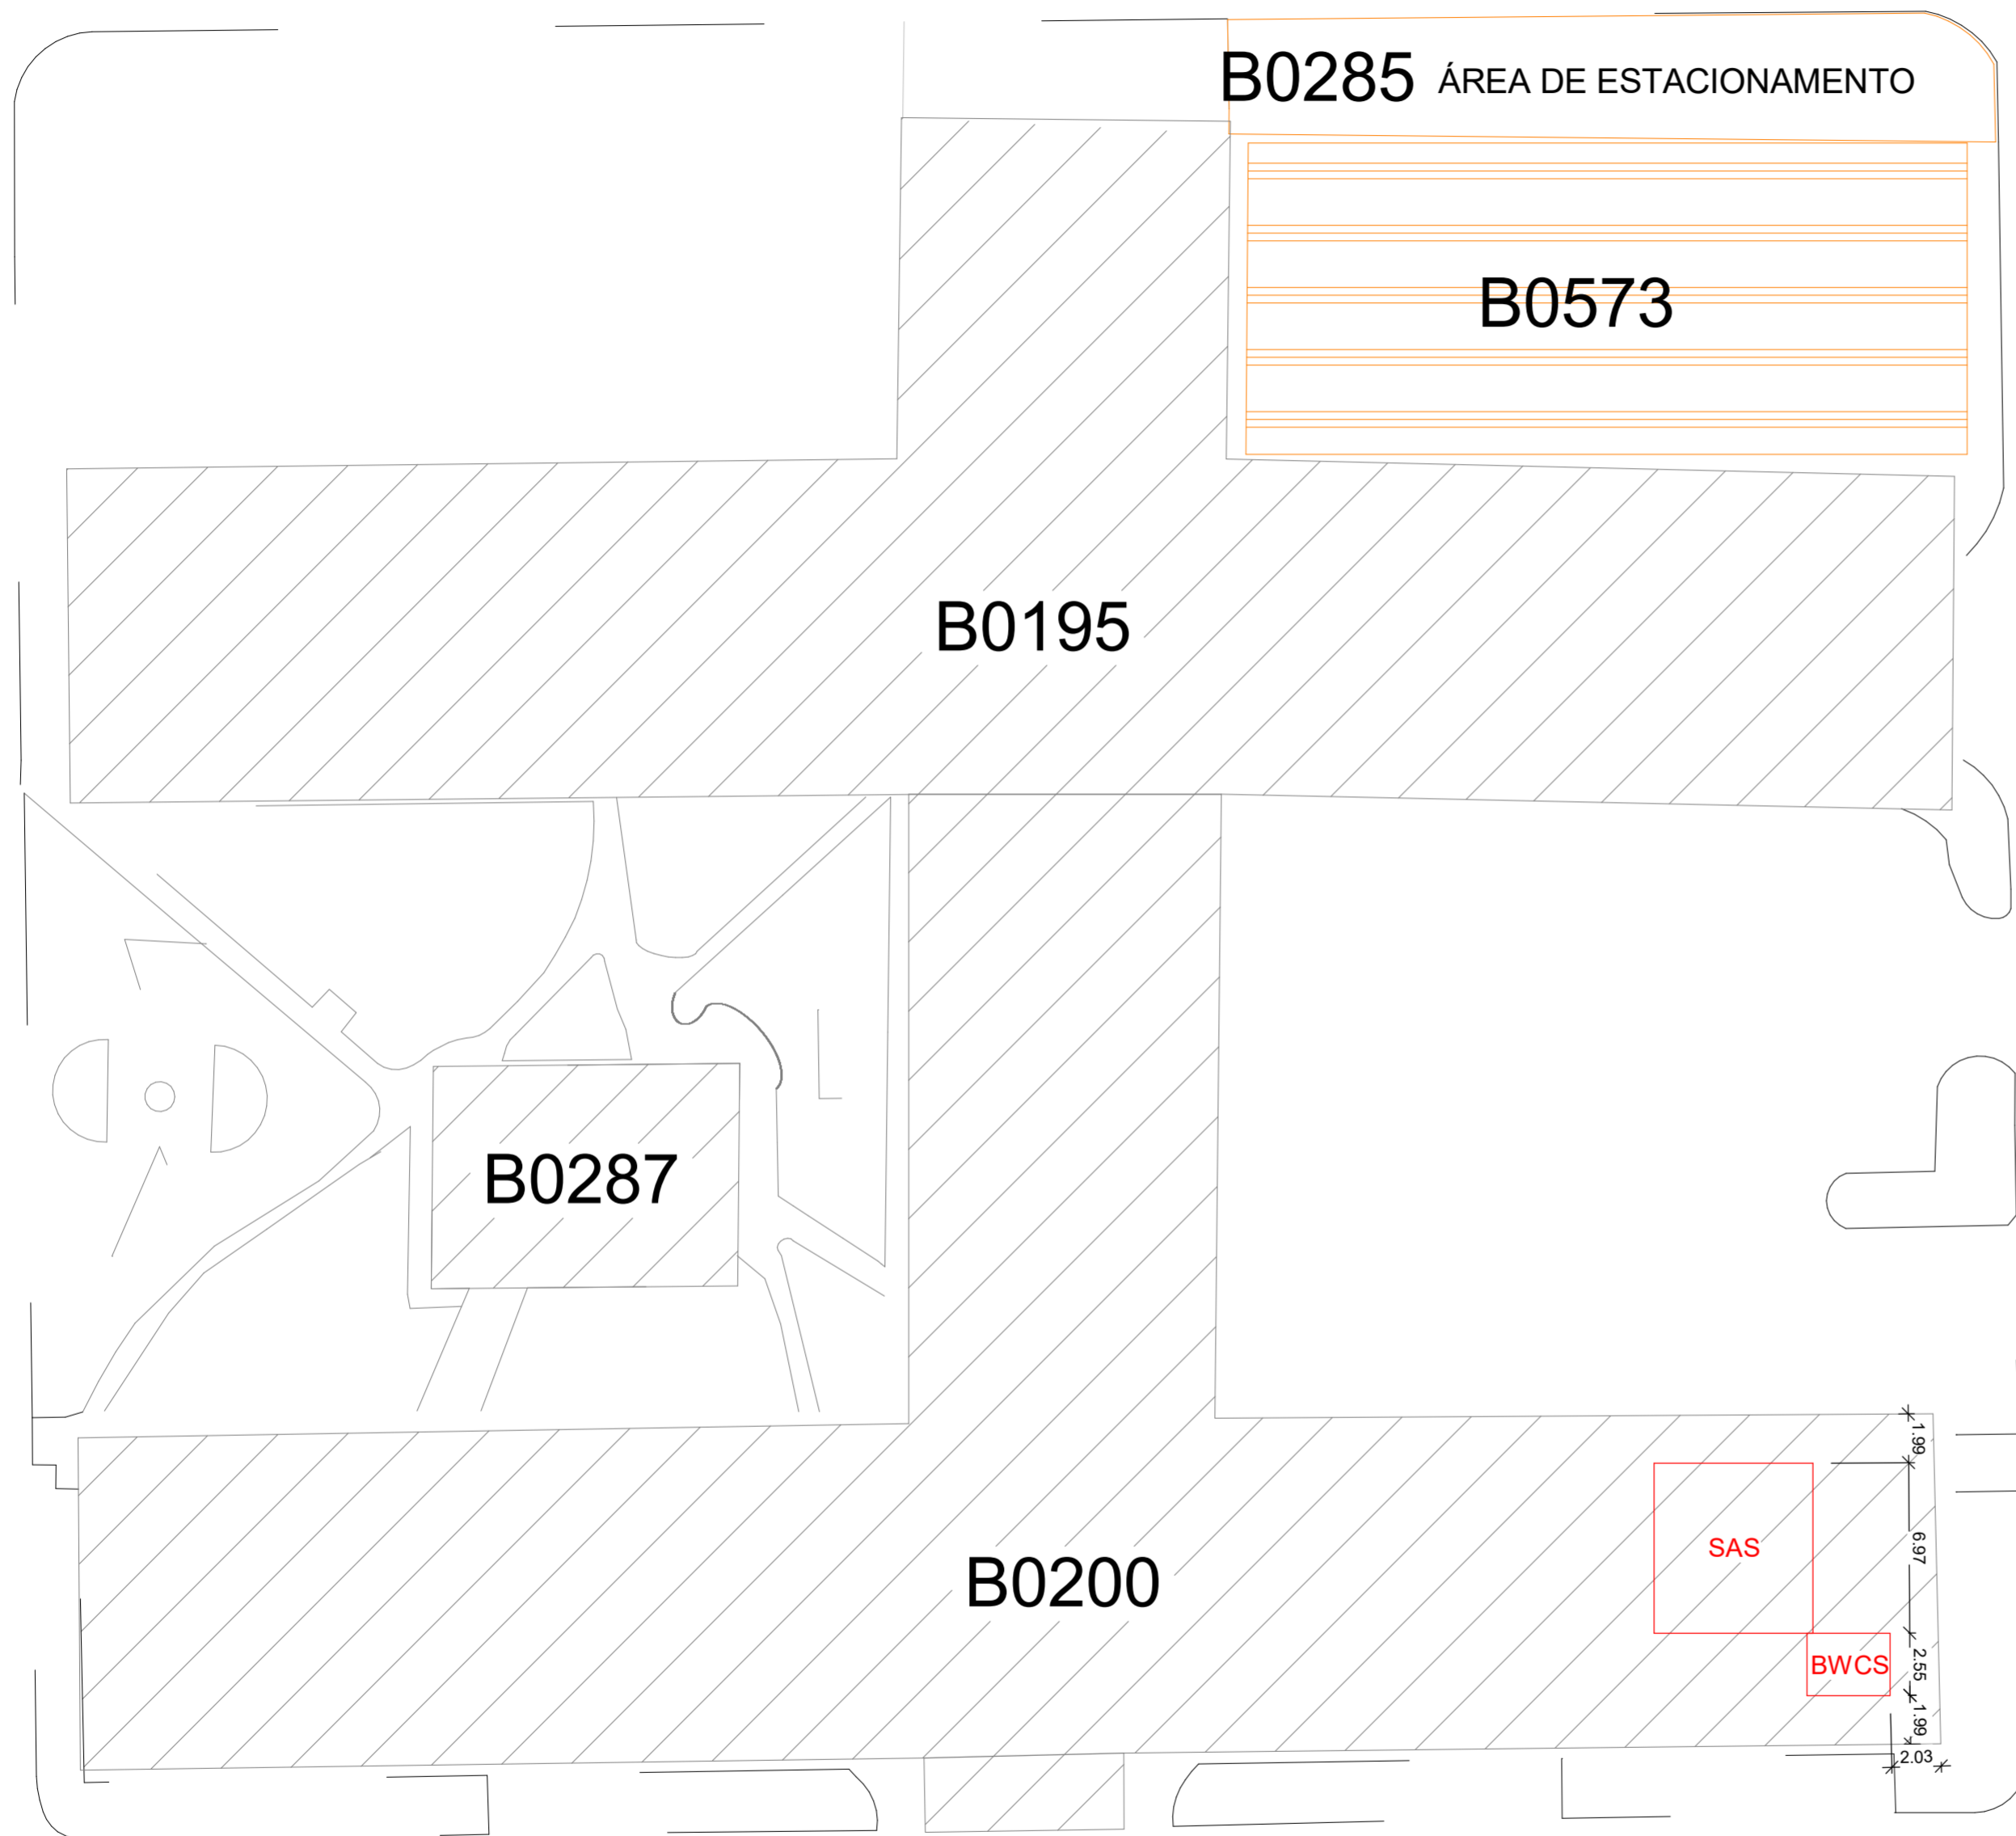 B0285 ÁREA DE ESTACIONAMENTO
B0573
B0195
B0287
B0200
1.99
SAS
6.97
BWCS
2.55
1.99
2.03